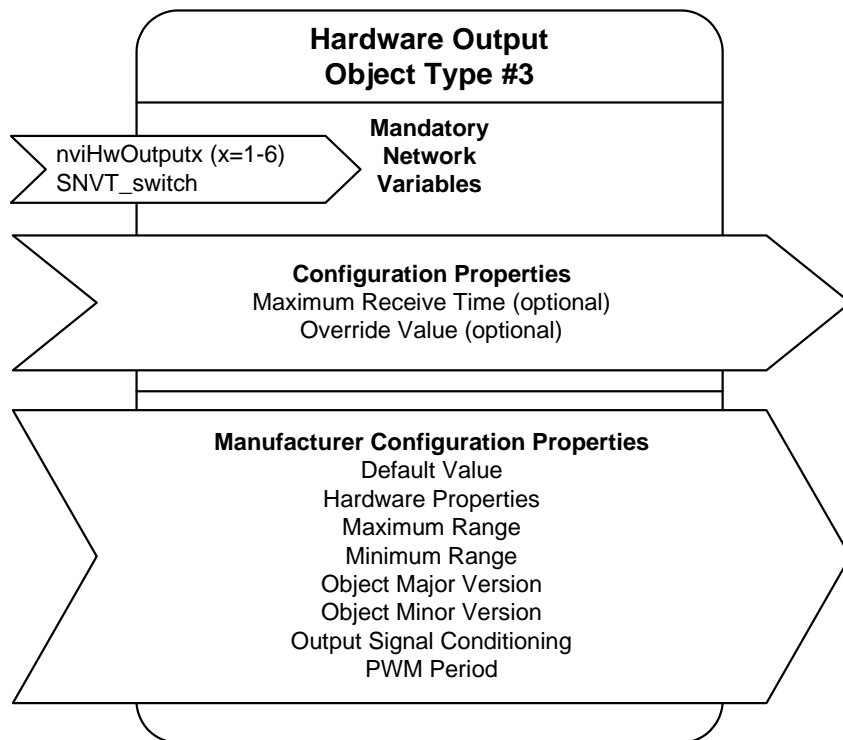 Hardware Output
Object Type #3
Mandatory
Network
Variables
nviHwOutputx (x=1-6)
SNVT_switch
Configuration Properties
Maximum Receive Time (optional)
Override Value (optional)
Manufacturer Configuration Properties
Default Value
Hardware Properties
Maximum Range
Minimum Range
Object Major Version
Object Minor Version
Output Signal Conditioning
PWM Period